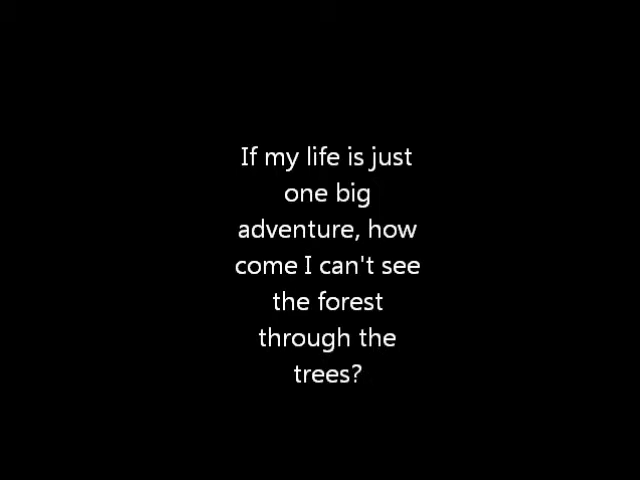 If my life is just
one big
adventure, how
come I can't see
the forest
through the
trees?